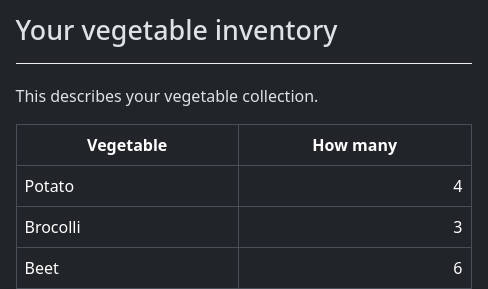 Your vegetable inventory
This describes your vegetable collection.
Vegetable How many
Potato 4
Brocolli 3
Beet 6